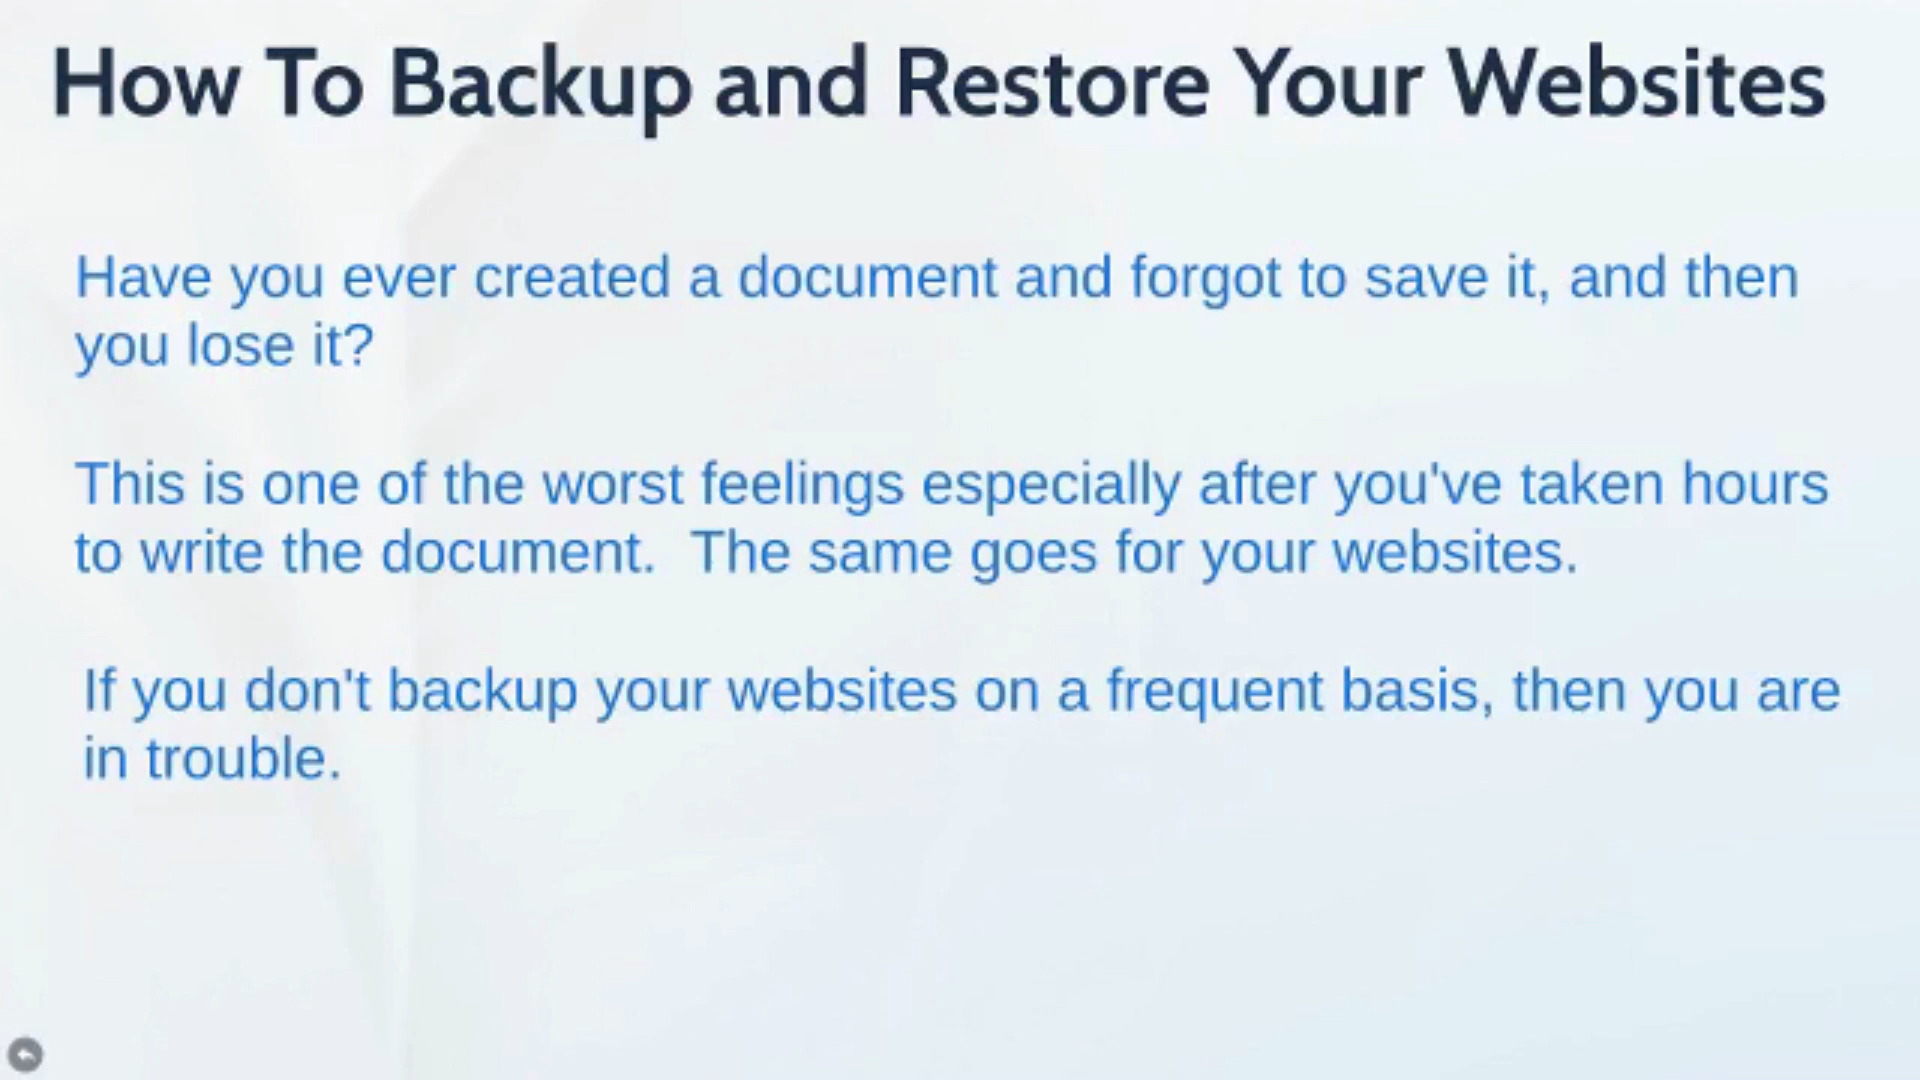 How To Backup and Restore Your Websites
Have you ever created a document and forgot to save it, and then
you lose it?
This is one of the worst feelings especially after you've taken hours
to write the document.  The same goes for your websites.
If you don't backup your websites on a frequent basis, then you are
in trouble.